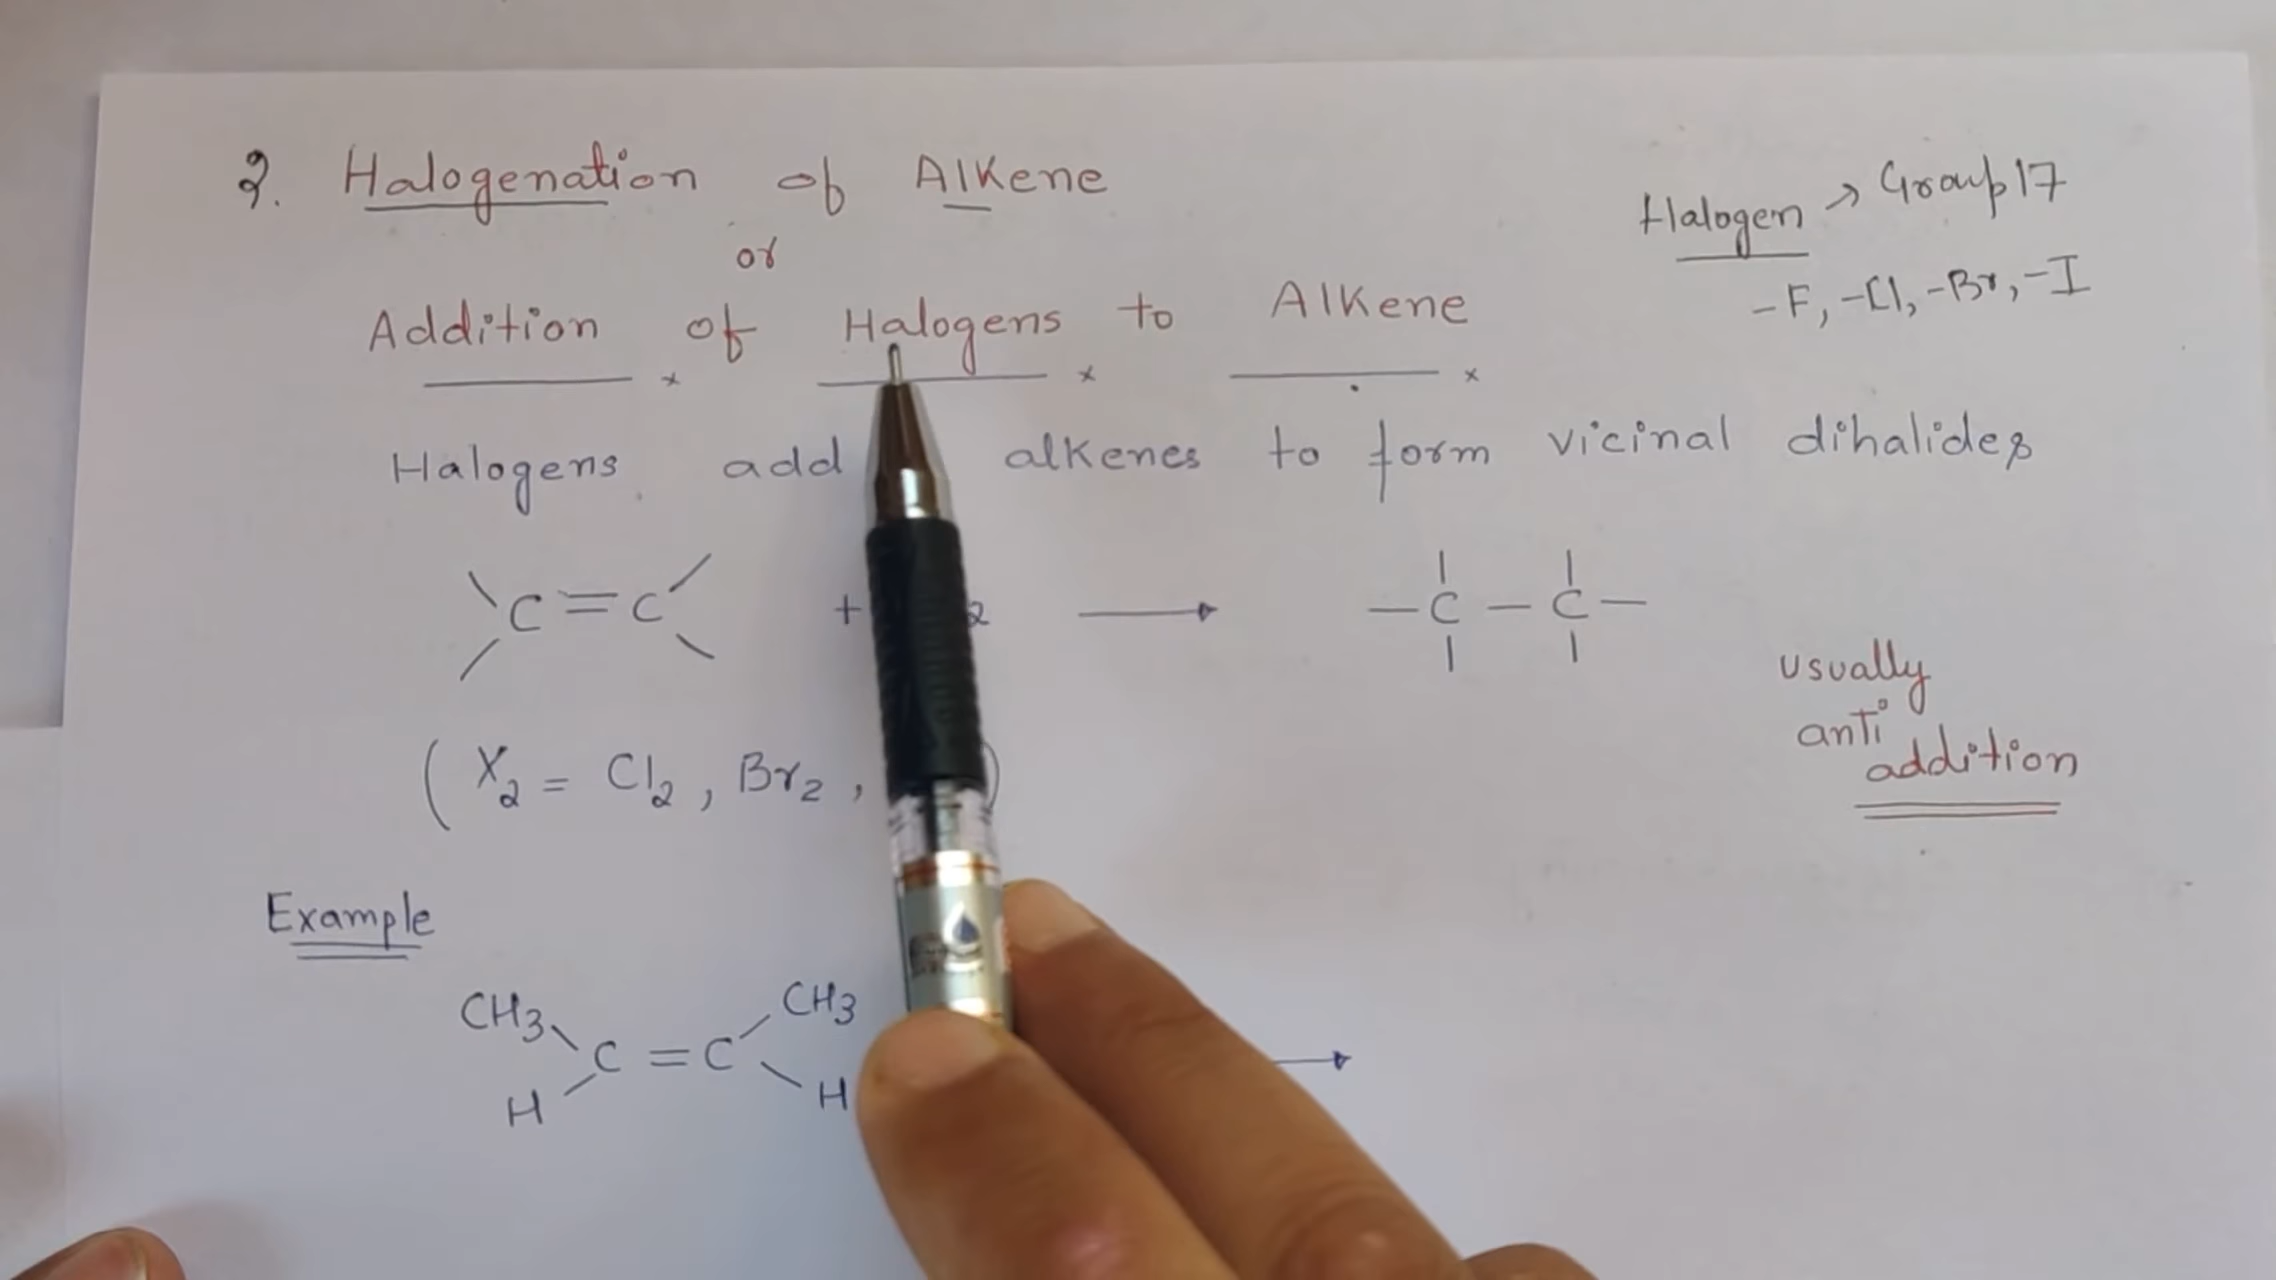 2. Halogenation of Alkene
or
Addition of Halogens to Alkene
Halogen → Group 17
-F, -Cl, -Br, -I
Halogens add alkenes to form vicinal dihalides
C=C + 2 → -C-C-
usually
anti
addition
( X2 = Cl2, Br2, )
Example
CH3 CH3
C=C →
H H